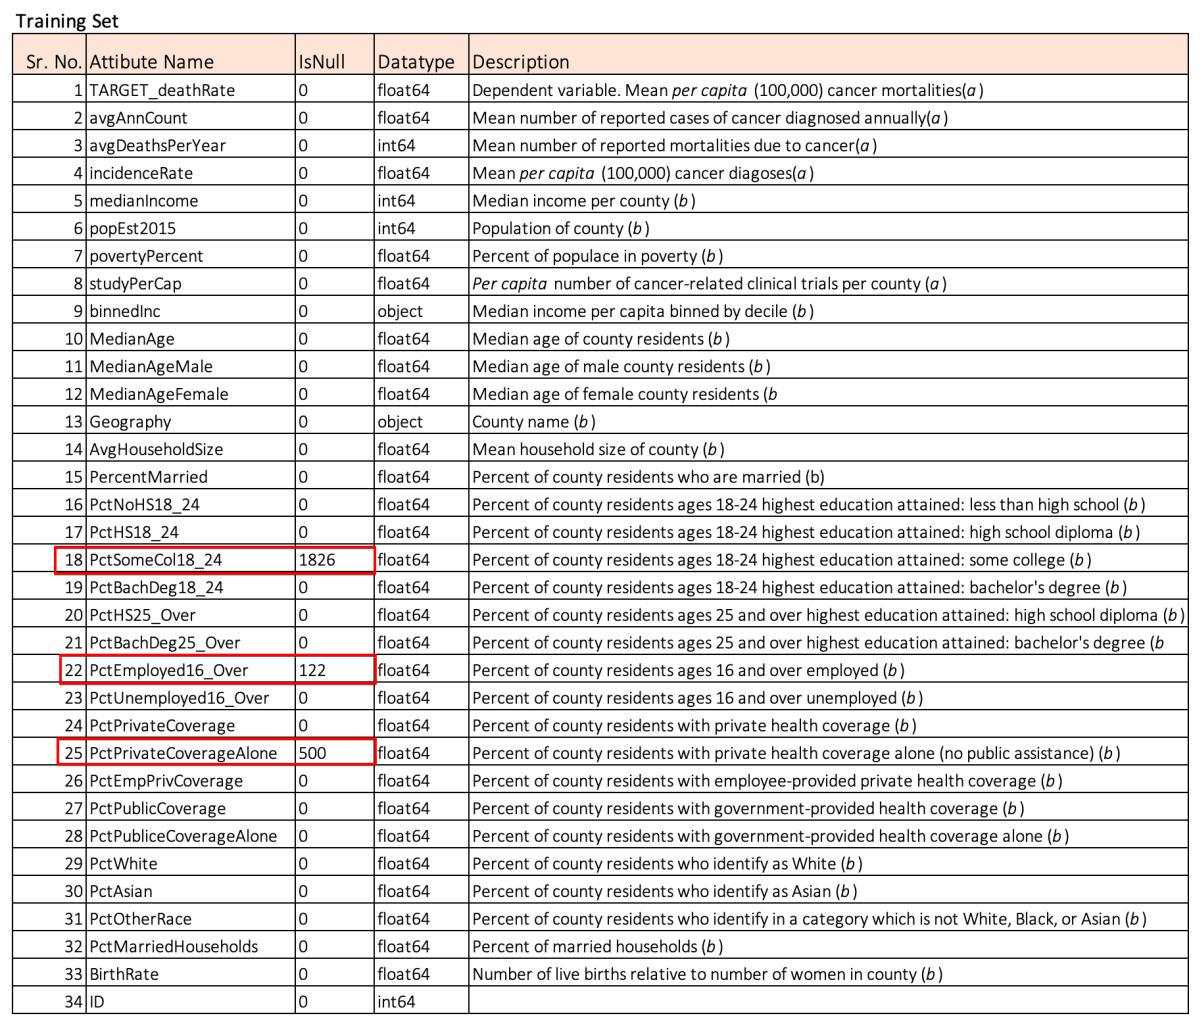 Training Set
Sr. No. Attibute Name IsNull Datatype Description
1 TARGET_deathRate 0 float64 Dependent variable. Mean per capita (100,000) cancer mortalities(a)
2 avgAnnCount 0 float64 Mean number of reported cases of cancer diagnosed annually(a)
3 avgDeathsPerYear 0 int64 Mean number of reported mortalities due to cancer(a)
4 incidenceRate 0 float64 Mean per capita (100,000) cancer diagoses(a)
5 medianIncome 0 int64 Median income per county (b)
6 popEst2015 0 int64 Population of county (b)
7 povertyPercent 0 float64 Percent of populace in poverty (b)
8 studyPerCap 0 float64 Per capita number of cancer-related clinical trials per county (a)
9 binnedInc 0 object Median income per capita binned by decile (b)
10 MedianAge 0 float64 Median age of county residents (b)
11 MedianAgeMale 0 float64 Median age of male county residents (b)
12 MedianAgeFemale 0 float64 Median age of female county residents (b
13 Geography 0 object County name (b)
14 AvgHouseholdSize 0 float64 Mean household size of county (b)
15 PercentMarried 0 float64 Percent of county residents who are married (b)
16 PctNoHS18_24 0 float64 Percent of county residents ages 18-24 highest education attained: less than high school (b)
17 PctHS18_24 0 float64 Percent of county residents ages 18-24 highest education attained: high school diploma (b)
18 PctSomeCol18_24 1826 float64 Percent of county residents ages 18-24 highest education attained: some college (b)
19 PctBachDeg18_24 0 float64 Percent of county residents ages 18-24 highest education attained: bachelor's degree (b)
20 PctHS25_Over 0 float64 Percent of county residents ages 25 and over highest education attained: high school diploma (b)
21 PctBachDeg25_Over 0 float64 Percent of county residents ages 25 and over highest education attained: bachelor's degree (b
22 PctEmployed16_Over 122 float64 Percent of county residents ages 16 and over employed (b)
23 PctUnemployed16_Over 0 float64 Percent of county residents ages 16 and over unemployed (b)
24 PctPrivateCoverage 0 float64 Percent of county residents with private health coverage (b)
25 PctPrivateCoverageAlone 500 float64 Percent of county residents with private health coverage alone (no public assistance) (b)
26 PctEmpPrivCoverage 0 float64 Percent of county residents with employee-provided private health coverage (b)
27 PctPublicCoverage 0 float64 Percent of county residents with government-provided health coverage (b)
28 PctPubliceCoverageAlone 0 float64 Percent of county residents with government-provided health coverage alone (b)
29 PctWhite 0 float64 Percent of county residents who identify as White (b)
30 PctAsian 0 float64 Percent of county residents who identify as Asian (b)
31 PctOtherRace 0 float64 Percent of county residents who identify in a category which is not White, Black, or Asian (b)
32 PctMarriedHouseholds 0 float64 Percent of married households (b)
33 BirthRate 0 float64 Number of live births relative to number of women in county (b)
34 ID 0 int64